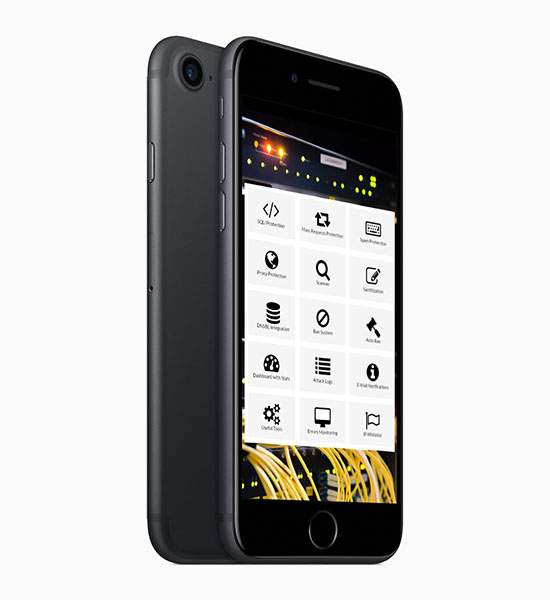 SQLi Protection
Mass Requests Protection
Spam Protection
Proxy Protection
Scanner
Sanitization
DNSBL Integration
Ban System
Auto Ban
Dashboard with Stats
Attack Logs
E-Mail Notifications
Useful Tools
Errors Monitoring
IP Whitelist